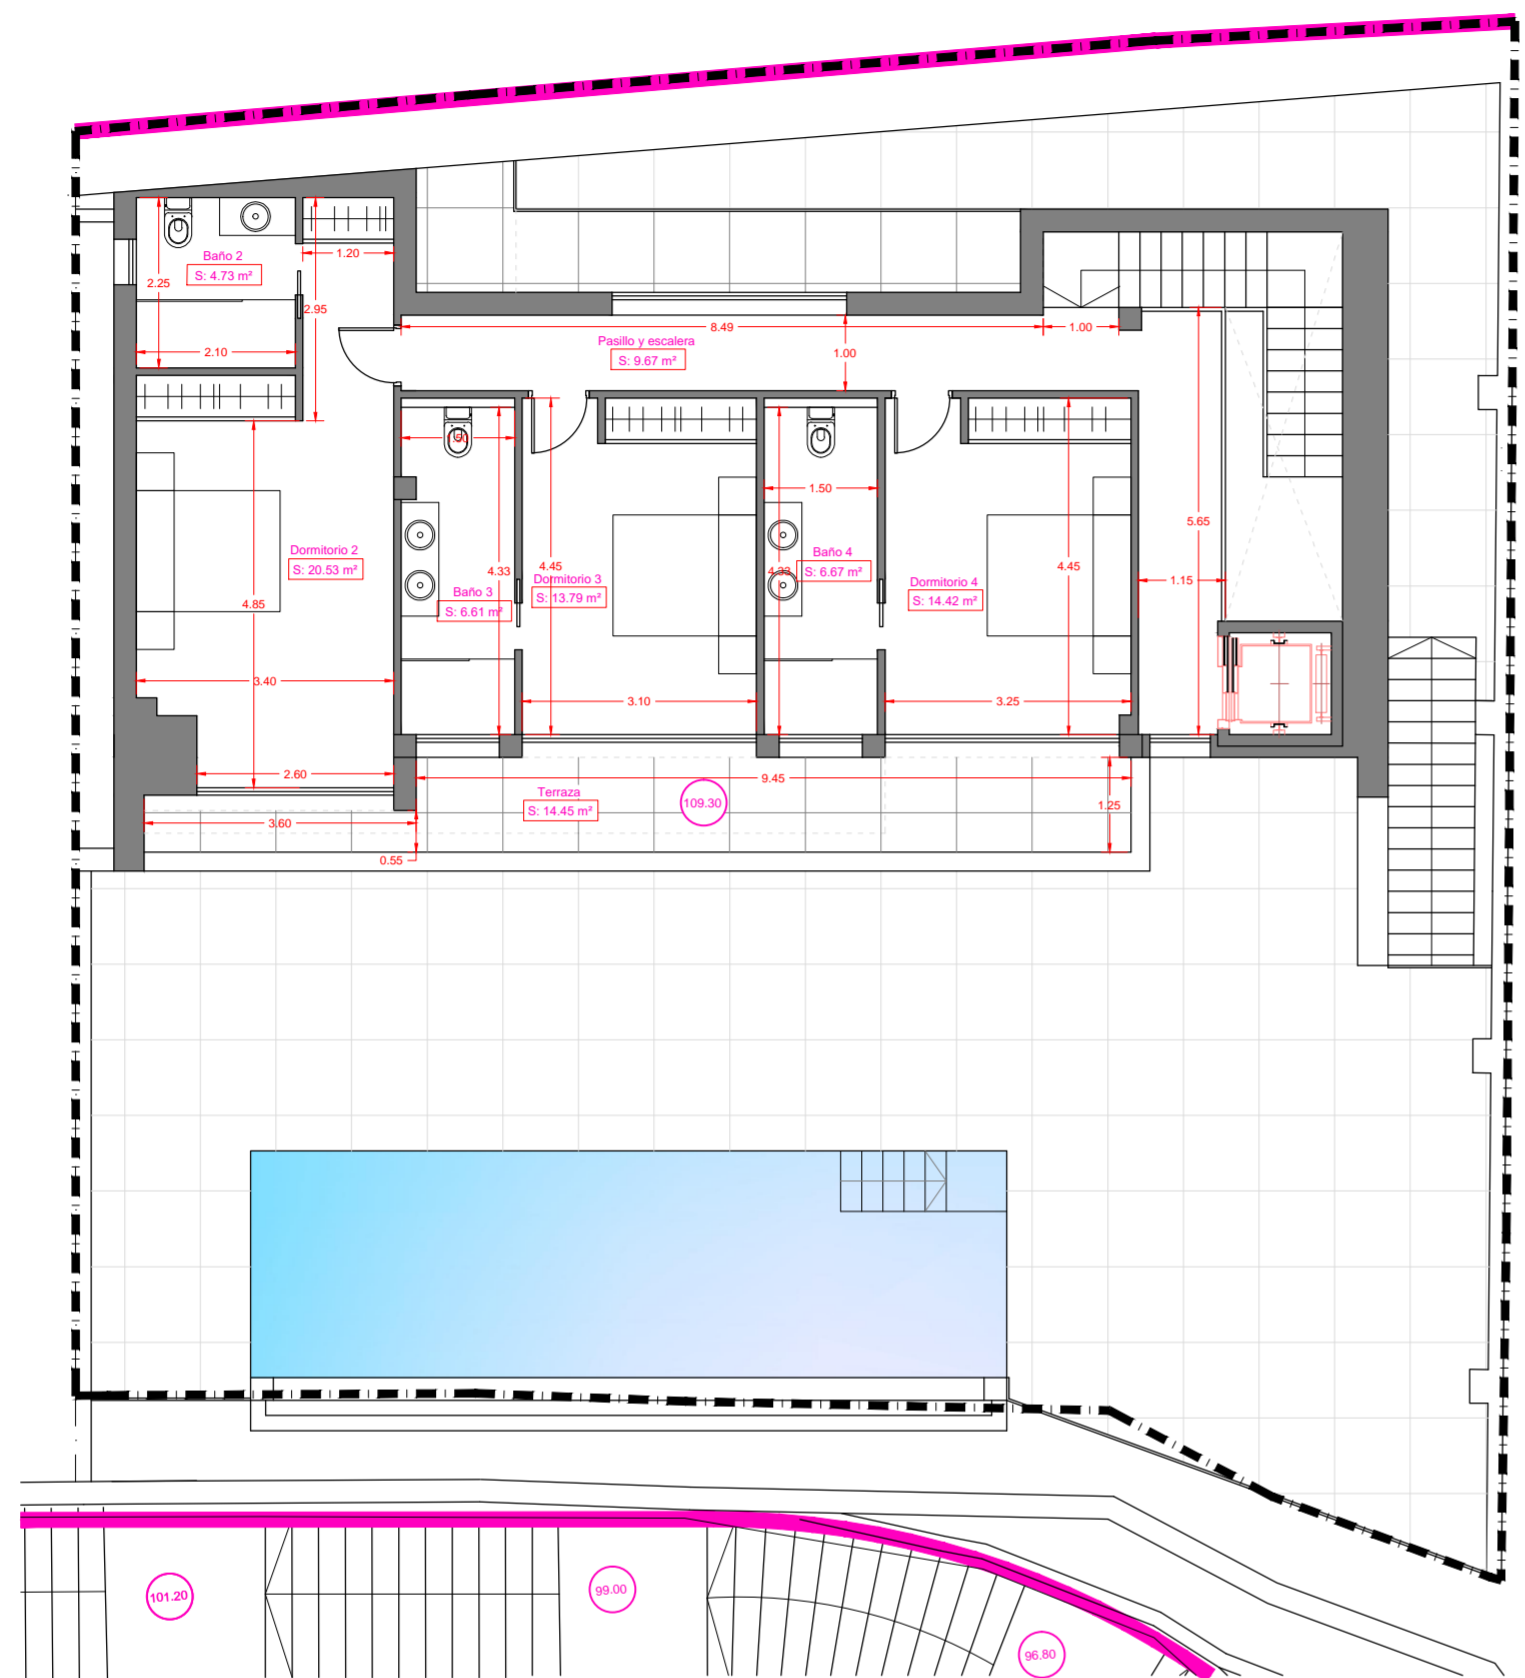 Baño 2
S: 4.73 m²
1.20
2.25
2.95
2.10
8.49
1.00
Pasillo y escalera
S: 9.67 m²
1.00
1.50
1.50
5.65
Dormitorio 2
S: 20.53 m²
4.85
4.33
4.45
Dormitorio 3
S: 13.79 m²
Baño 3
S: 6.61 m²
4.33
Baño 4
S: 6.67 m²
Dormitorio 4
S: 14.42 m²
4.45
1.15
3.40
3.10
3.25
2.60
9.45
Terraza
S: 14.45 m²
109.30
1.25
3.60
0.55
101.20
99.00
96.80